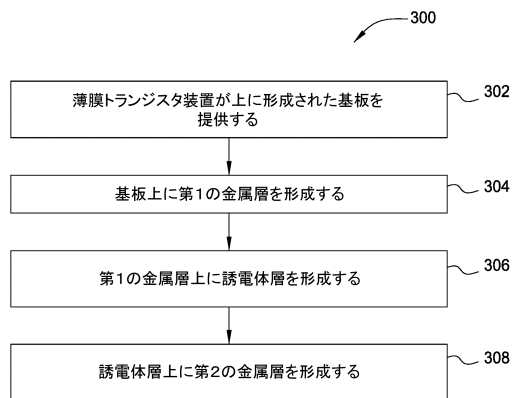 300
薄膜トランジスタ装置が上に形成された基板を
提供する
302
基板上に第1の金属層を形成する
304
第1の金属層上に誘電体層を形成する
306
誘電体層上に第2の金属層を形成する
308